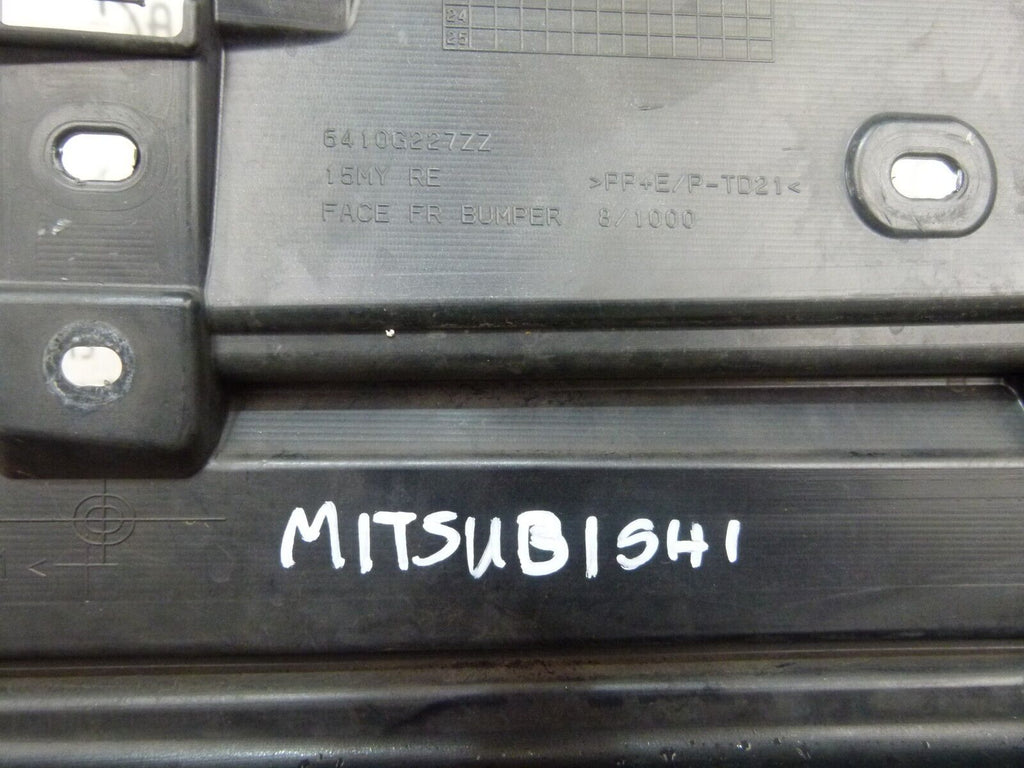 24
25
6410G227ZZ
15MY RE
>PP+E/P-TD21<
FACE FR BUMPER 8/1000
MITSUBISHI